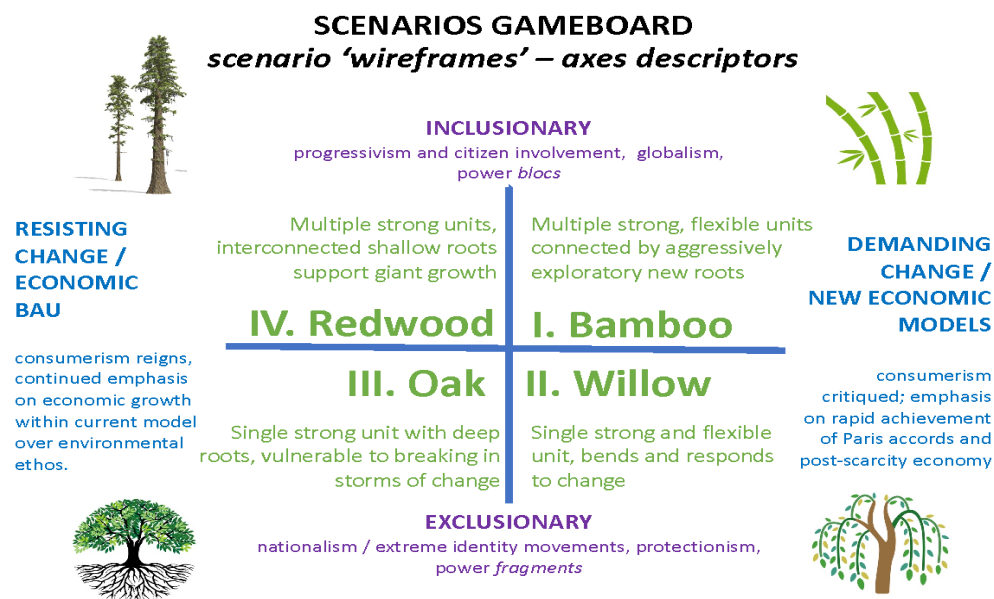 SCENARIOS GAMEBOARD
scenario ‘wireframes’ – axes descriptors
INCLUSIONARY
progressivism and citizen involvement, globalism,
power blocs
RESISTING
CHANGE /
ECONOMIC
BAU
consumerism reigns,
continued emphasis
on economic growth
within current model
over environmental
ethos.
Multiple strong units,
interconnected shallow roots
support giant growth
IV. Redwood
Multiple strong, flexible units
connected by aggressively
exploratory new roots
I. Bamboo
DEMANDING
CHANGE /
NEW ECONOMIC
MODELS
consumerism
critiqued; emphasis
on rapid achievement
of Paris accords and
post-scarcity economy
III. Oak
Single strong unit with deep
roots, vulnerable to breaking in
storms of change
II. Willow
Single strong and flexible
unit, bends and responds
to change
EXCLUSIONARY
nationalism / extreme identity movements, protectionism,
power fragments